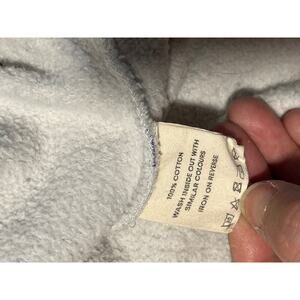 100% COTTON
WASH INSIDE OUT WITH
SIMILAR COLOURS
IRON ON REVERSE